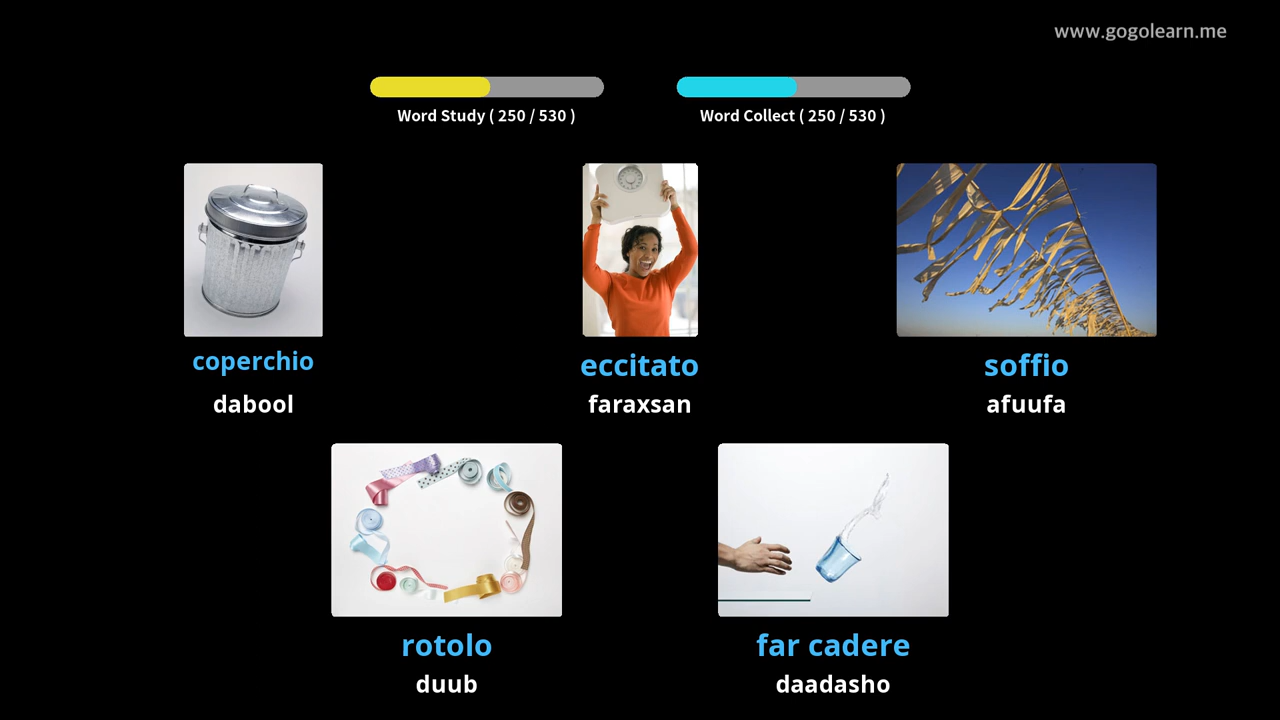 www.gogolearn.me
Word Study ( 250 / 530 )
Word Collect ( 250 / 530 )
coperchio
dabool
eccitato
faraxsan
soffio
afuufa
rotolo
duub
far cadere
daadasho